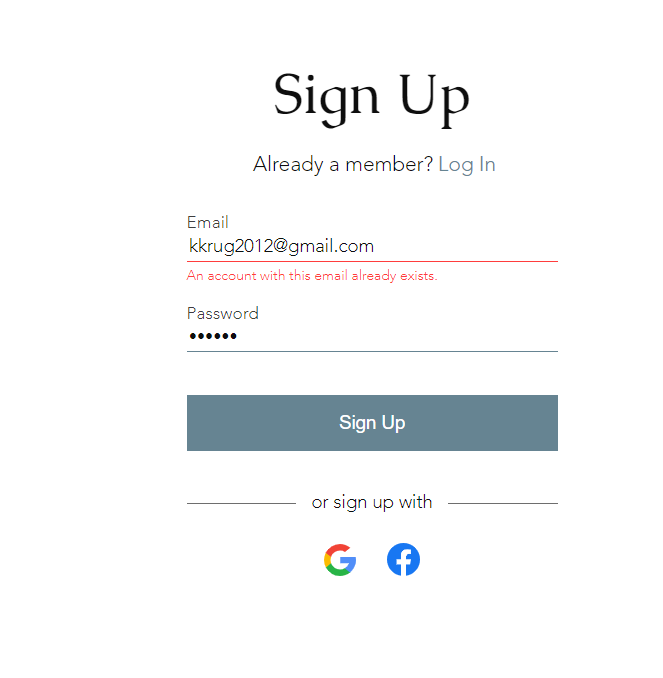 Sign Up
Already a member? Log In
Email
kkrug2012@gmail.com
An account with this email already exists.
Password
••••••
Sign Up
or sign up with